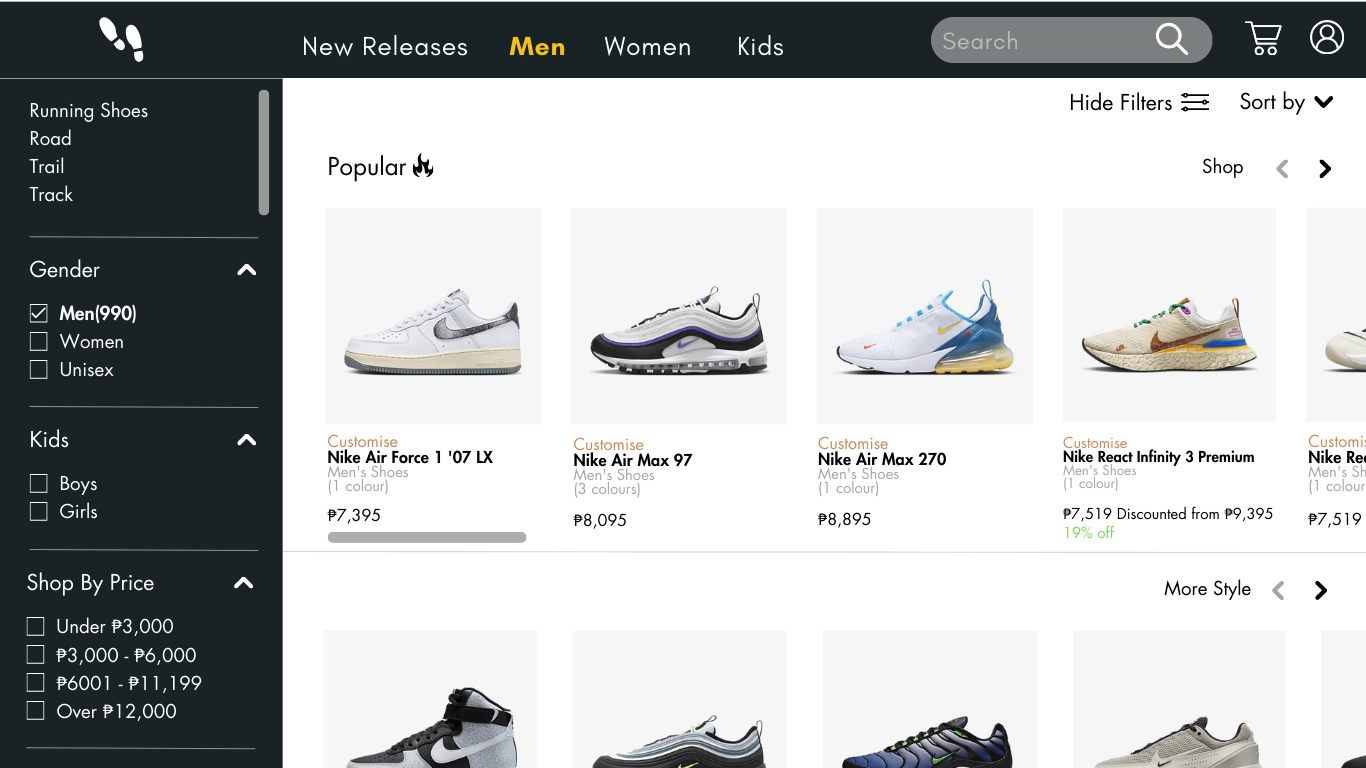 New Releases Men Women Kids Search
Running Shoes
Road
Trail
Track
Gender
Men(990)
Women
Unisex
Kids
Boys
Girls
Shop By Price
Under ₱3,000
₱3,000 - ₱6,000
₱6001 - ₱11,199
Over ₱12,000
Hide Filters Sort by
Popular Shop
Customise
Nike Air Force 1 '07 LX
Men's Shoes
(1 colour)
₱7,395
Customise
Nike Air Max 97
Men's Shoes
(3 colours)
₱8,095
Customise
Nike Air Max 270
Men's Shoes
(1 colour)
₱8,895
Customise
Nike React Infinity 3 Premium
Men's Shoes
(1 colour)
₱7,519 Discounted from ₱9,395
19% off
Customis
Nike Rea
Men's Sh
(1 colour
₱7,519
More Style